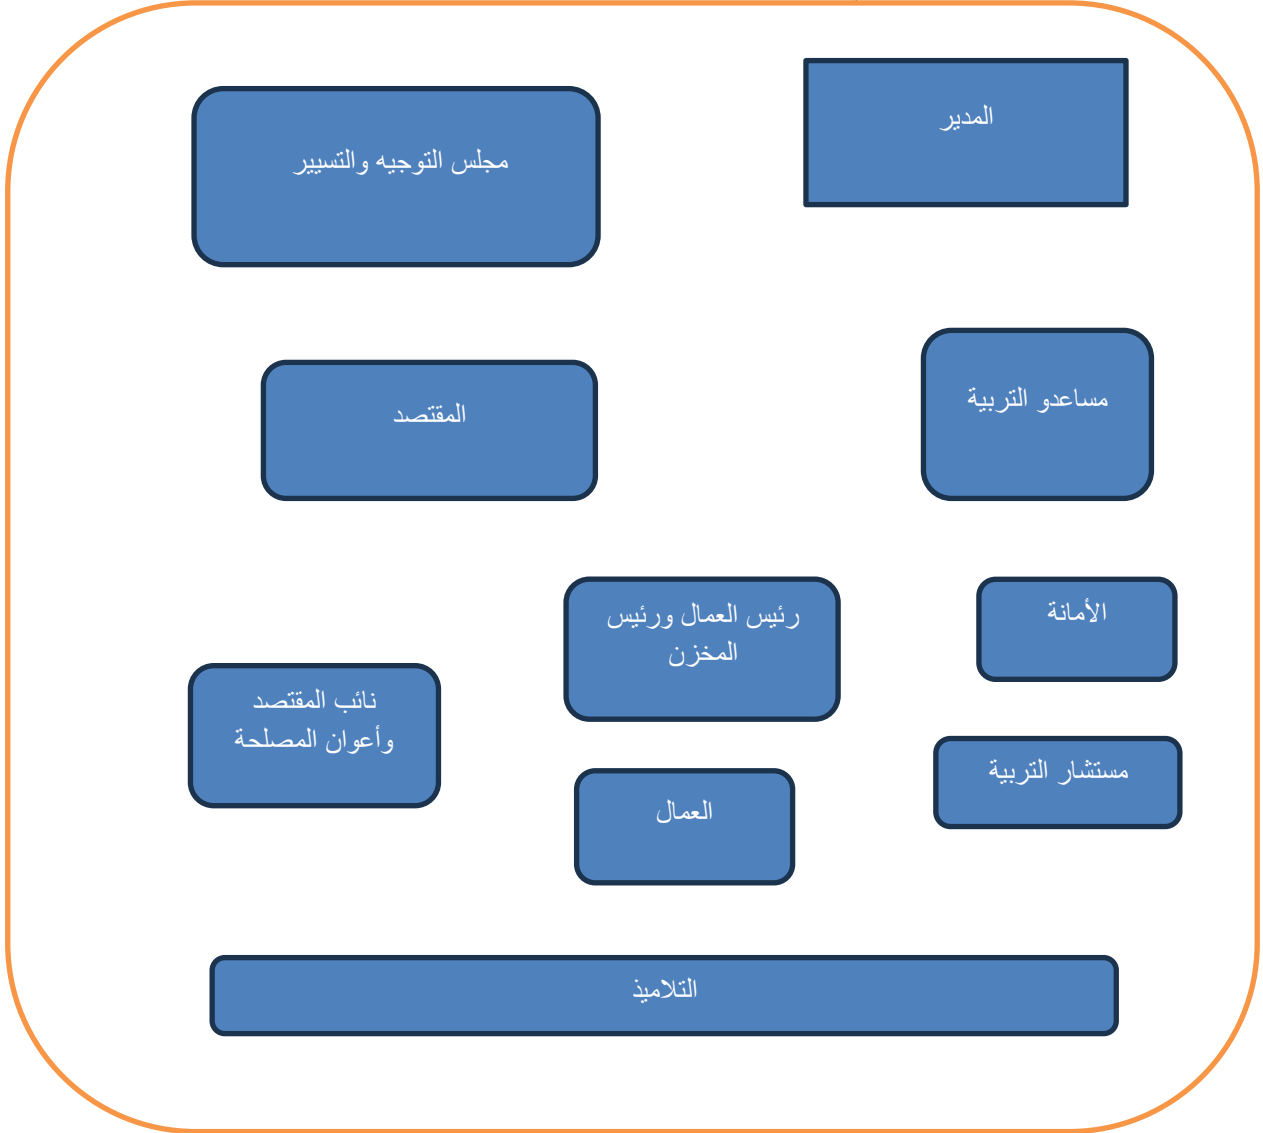 المدير
مجلس التوجيه والتسيير
مساعدو التربية
المقتصد
الأمانة
رئيس العمال ورئيس
المخزن
نائب المقتصد
وأعوان المصلحة
مستشار التربية
العمال
التلاميذ